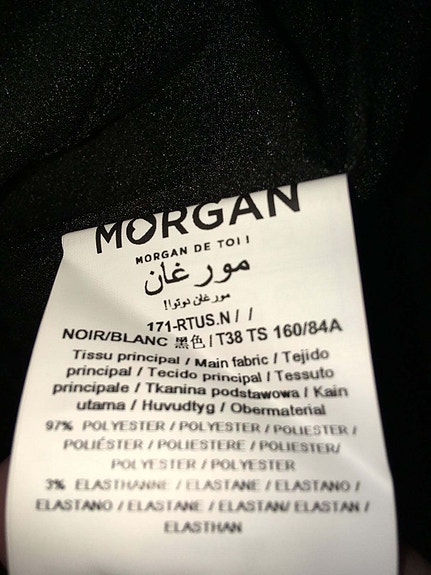 MORGAN
MORGAN DE TOI !
مورغان
مورغان دوتوا!
171-RTUS.N / /
NOIR/BLANC 黑色 / T38 TS 160/84A
Tissu principal / Main fabric / Tejido
principal / Tecido principal / Tessuto
principale / Tkanina podstawowa / Kain
utama / Huvudtyg / Obermaterial
97% POLYESTER / POLYESTER / POLIESTER /
POLIÉSTER / POLIESTERE / POLIESTER/
POLYESTER / POLYESTER
3% ELASTHANNE / ELASTANE / ELASTANO /
ELASTANO / ELASTANE / ELASTAN/ ELASTAN /
ELASTHAN